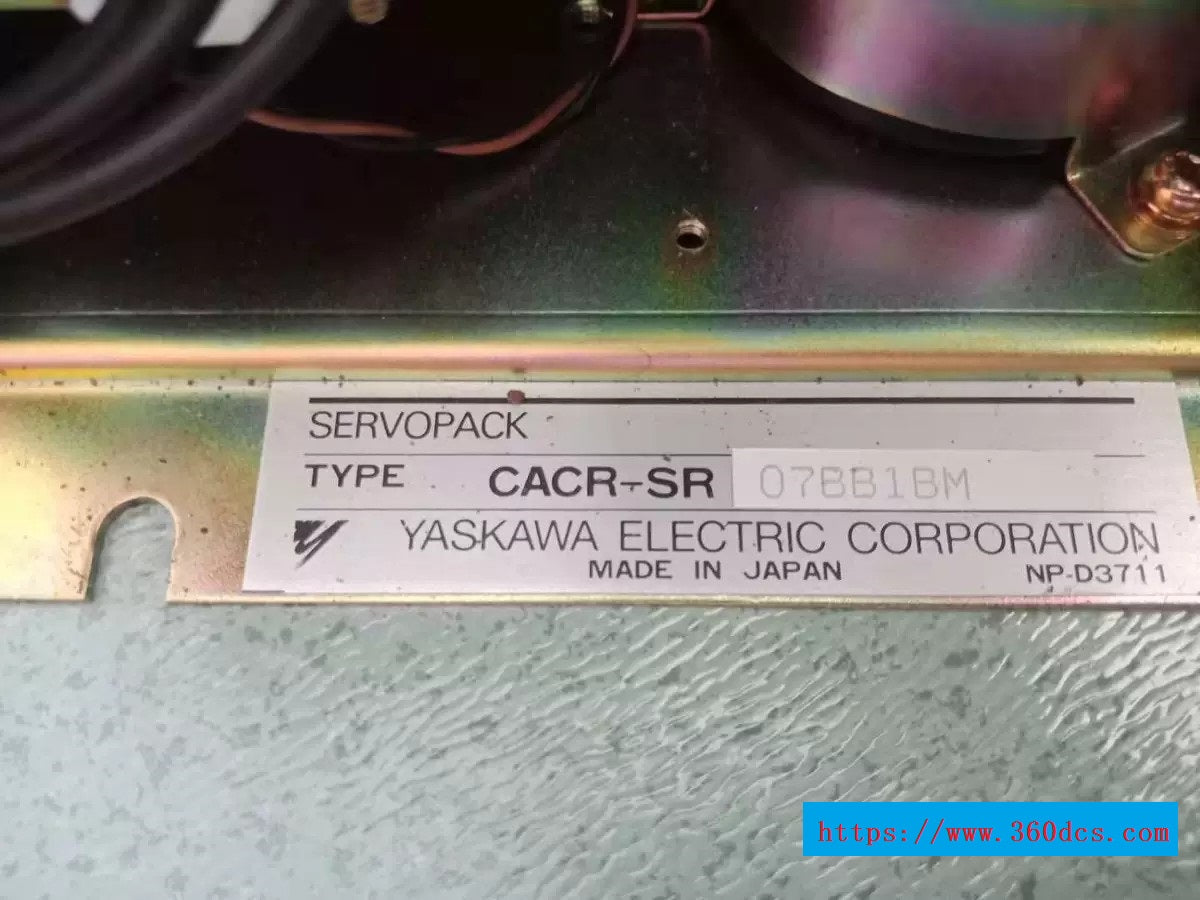 SERVOPACK
TYPE CACR-SR 07BB1BM
YASKAWA ELECTRIC CORPORATION
MADE IN JAPAN NP-D3711
https://www.360dcs.com